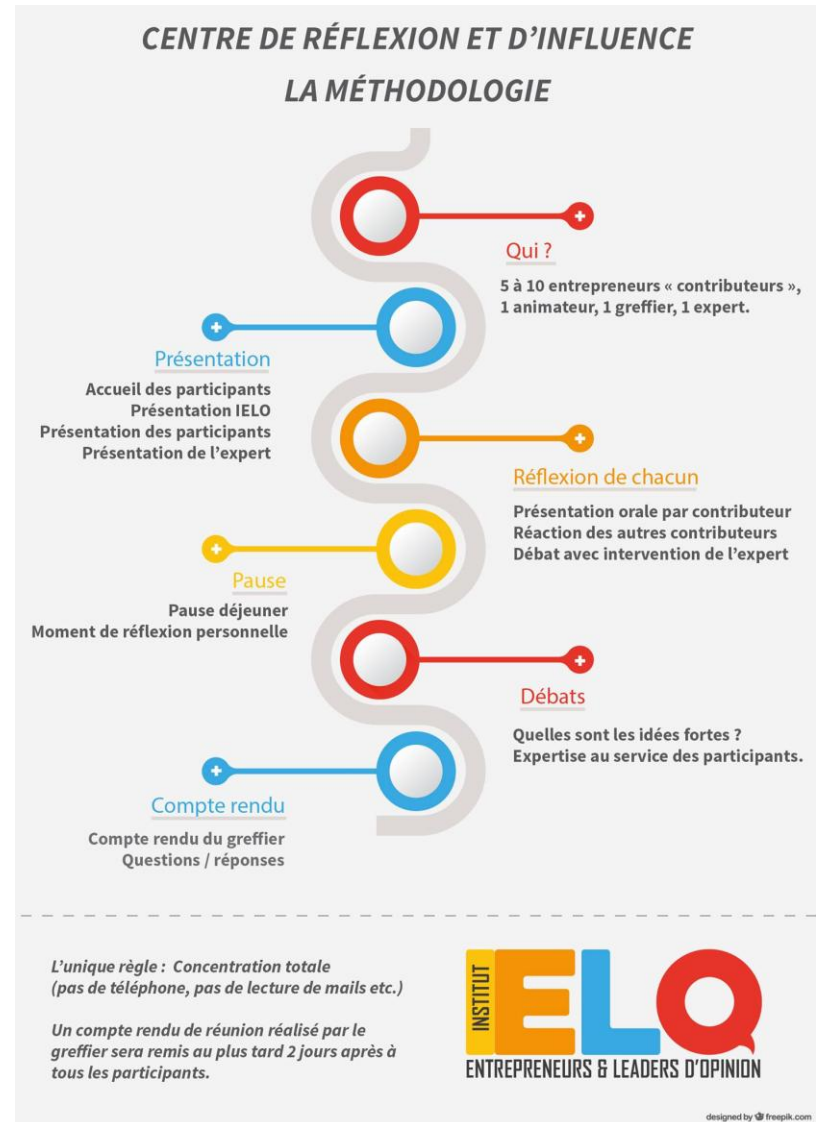 CENTRE DE RÉFLEXION ET D'INFLUENCE
LA MÉTHODOLOGIE
Qui ?
5 à 10 entrepreneurs « contributeurs »,
1 animateur, 1 greffier, 1 expert.
Présentation
Accueil des participants
Présentation IELO
Présentation des participants
Présentation de l'expert
Réflexion de chacun
Présentation orale par contributeur
Réaction des autres contributeurs
Débat avec intervention de l'expert
Pause
Pause déjeuner
Moment de réflexion personnelle
Débats
Quelles sont les idées fortes ?
Expertise au service des participants.
Compte rendu
Compte rendu du greffier
Questions / réponses
L'unique règle : Concentration totale
(pas de téléphone, pas de lecture de mails etc.)
Un compte rendu de réunion réalisé par le
greffier sera remis au plus tard 2 jours après à
tous les participants.
INSTITUT
IELO
ENTREPRENEURS & LEADERS D'OPINION
designed by freepik.com